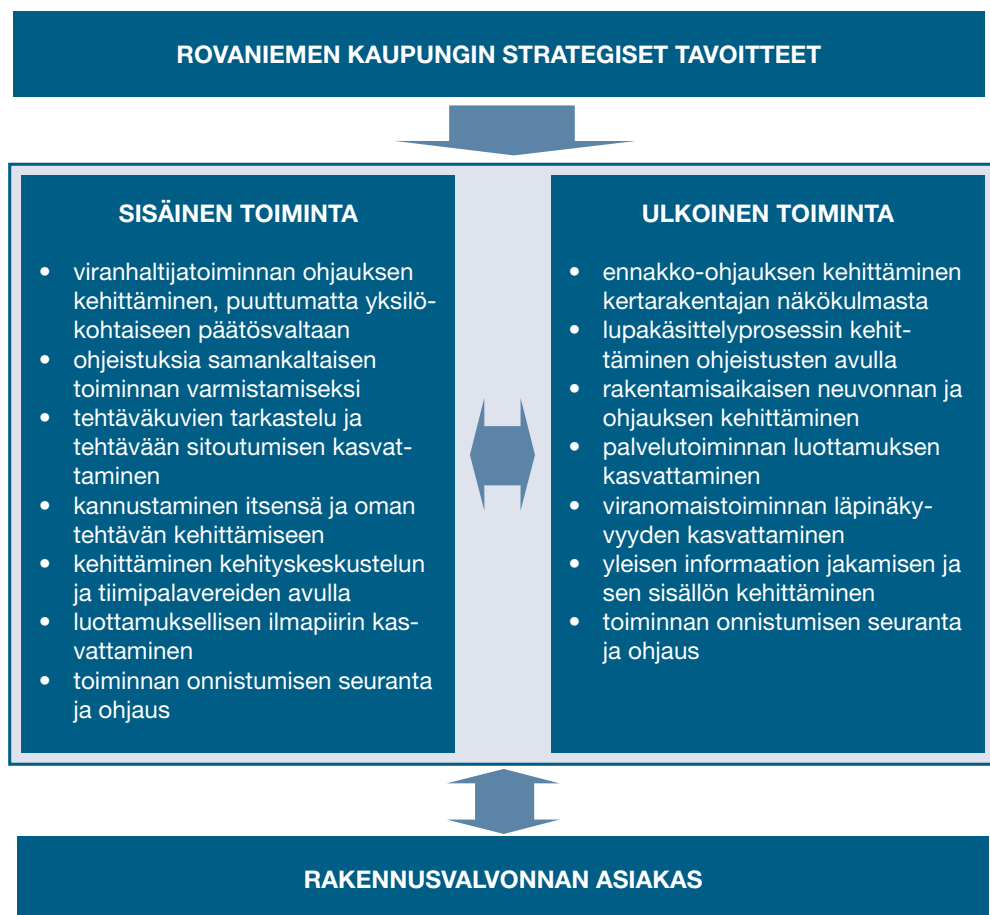 ROVANIEMEN KAUPUNGIN STRATEGISET TAVOITTEET
SISÄINEN TOIMINTA
• viranhaltijatoiminnan ohjauksen
kehittäminen, puuttumatta yksilö-
kohtaiseen päätösvaltaan
• ohjeistuksia samankaltaisen
toiminnan varmistamiseksi
• tehtäväkuvien tarkastelu ja
tehtävään sitoutumisen kasvat-
taminen
• kannustaminen itsensä ja oman
tehtävän kehittämiseen
• kehittäminen kehityskeskustelun
ja tiimipalavereiden avulla
• luottamuksellisen ilmapiirin kas-
vattaminen
• toiminnan onnistumisen seuranta
ja ohjaus
ULKOINEN TOIMINTA
• ennakko-ohjauksen kehittäminen
kertarakentajan näkökulmasta
• lupakäsittelyprosessin kehit-
täminen ohjeistusten avulla
• rakentamisaikaisen neuvonnan ja
ohjauksen kehittäminen
• palvelutoiminnan luottamuksen
kasvattaminen
• viranomaistoiminnan läpinäky-
vyyden kasvattaminen
• yleisen informaation jakamisen ja
sen sisällön kehittäminen
• toiminnan onnistumisen seuranta
ja ohjaus
RAKENNUSVALVONNAN ASIAKAS